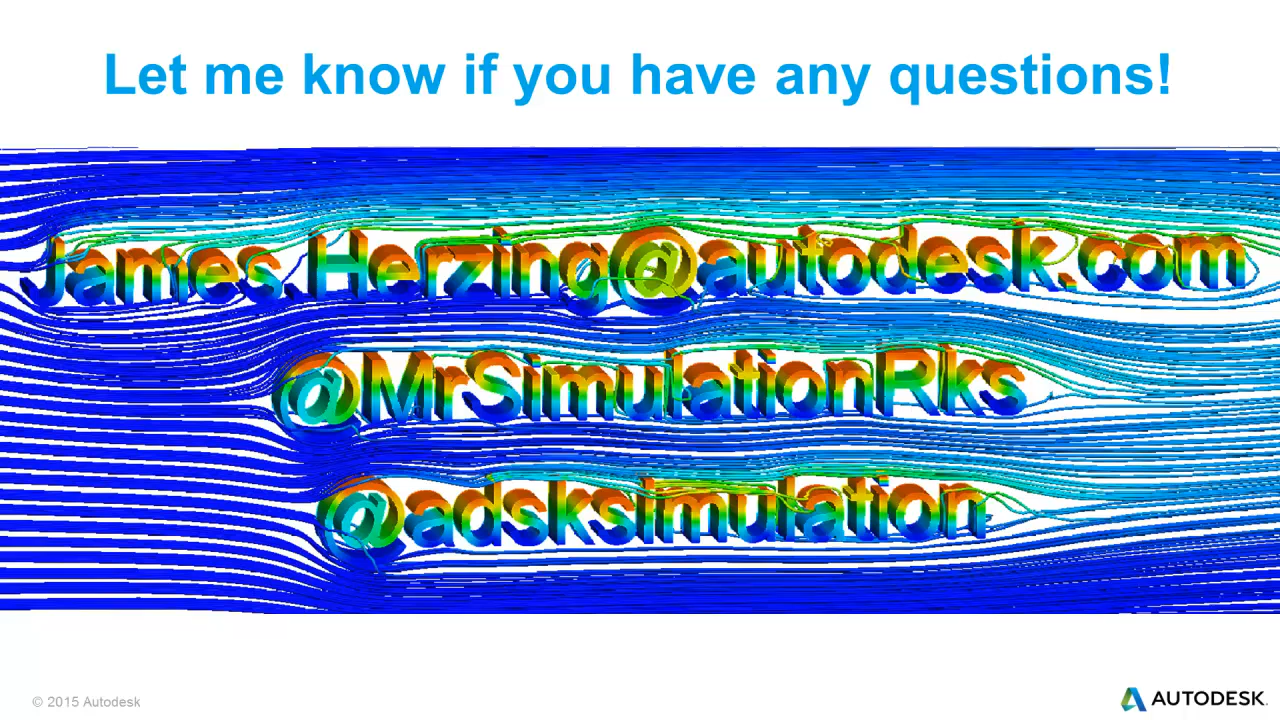 Let me know if you have any questions!
James.Herzing@autodesk.com
@MrSimulationRks
@adsksimulation
© 2015 Autodesk
AUTODESK.